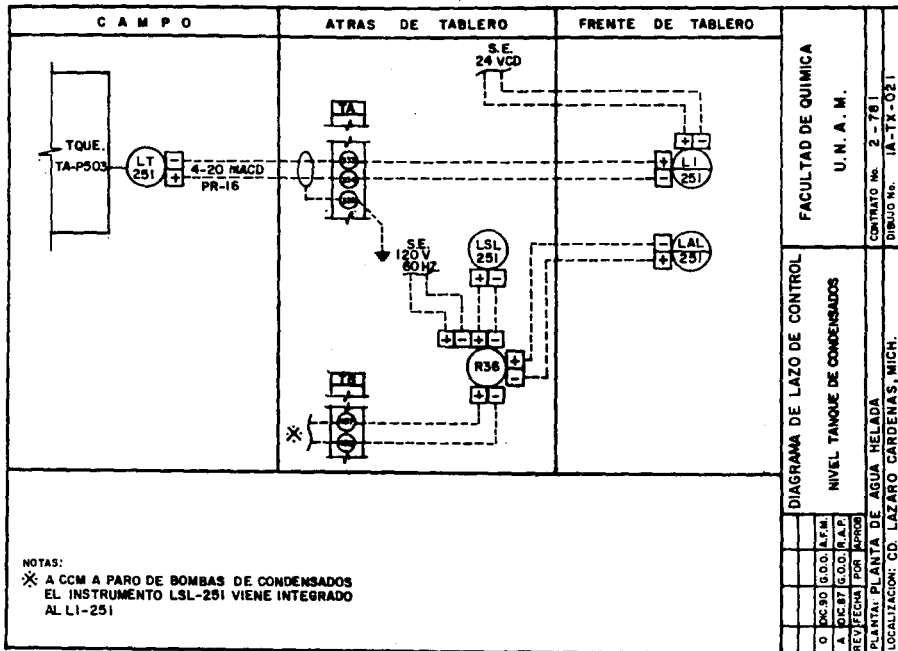 CAMPO
ATRAS DE TABLERO
FRENTE DE TABLERO
S.E.
24 VCD
TA
TQUE.
TA-P503
LT
251
-
+
4-20 MACD
PR-16
+
-
+
-
LI
251
S.E.
120V
60HZ
LSL
251
+ -
-
+
LAL
251
+ - + -
R36
+
-
+ -
TB
※
NOTAS:
※ A CCM A PARO DE BOMBAS DE CONDENSADOS
EL INSTRUMENTO LSL-251 VIENE INTEGRADO
AL LI-251
FACULTAD DE QUIMICA
U.N.A.M.
CONTRATO No. 2-781
DIBUJO No. IA-TX-021
DIAGRAMA DE LAZO DE CONTROL
NIVEL TANQUE DE CONDENSADOS
PLANTA: PLANTA DE AGUA HELADA
LOCALIZACION: CD. LAZARO CARDENAS, MICH.
O DIC.90 G.O.O. A.F.M.
A DIC.87 G.O.O. R.A.P.
REV. FECHA POR APROB